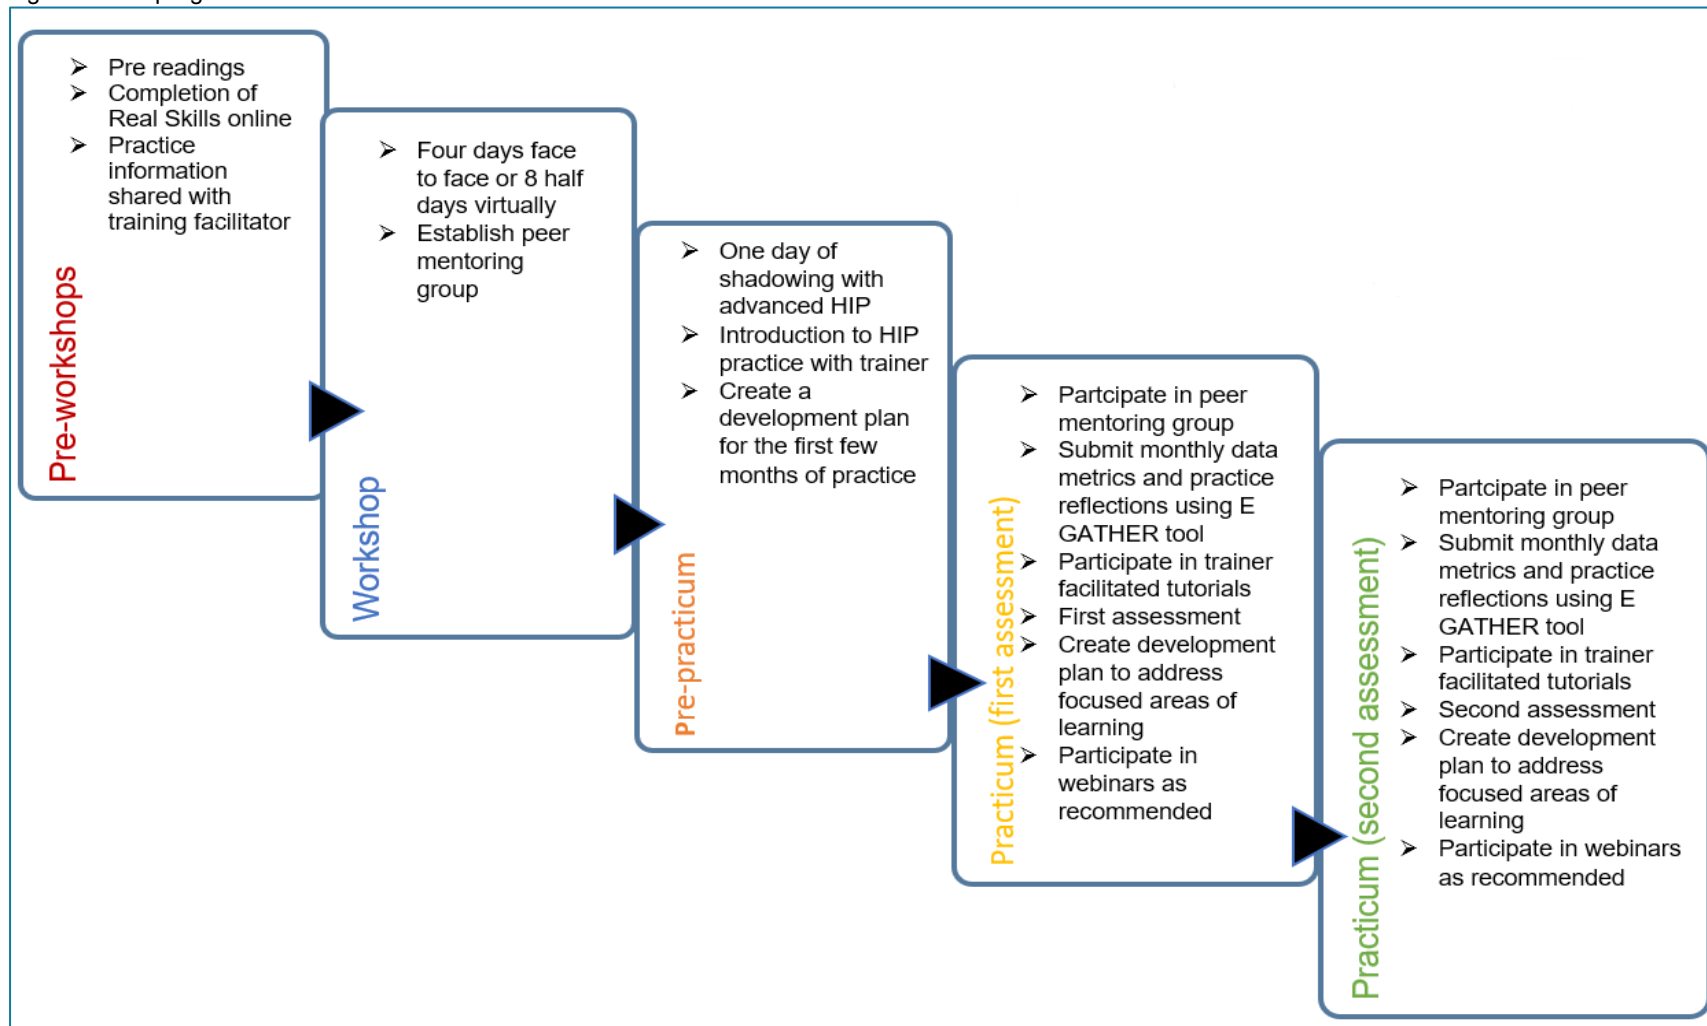 Pre readings
Completion of
Real Skills online
Practice
information
shared with
training facilitator
Pre-workshops
Four days face
to face or 8 half
days virtually
Establish peer
mentoring
group
Workshop
One day of
shadowing with
advanced HIP
Introduction to HIP
practice with trainer
Create a
development plan
for the first few
months of practice
Pre-practicum
Partcipate in peer
mentoring group
Submit monthly data
metrics and practice
reflections using E
GATHER tool
Participate in trainer
facilitated tutorials
First assessment
Create development
plan to address
focused areas of
learning
Participate in
webinars as
recommended
Practicum (first assessment)
Partcipate in peer
mentoring group
Submit monthly data
metrics and practice
reflections using E
GATHER tool
Participate in trainer
facilitated tutorials
Second assessment
Create development
plan to address
focused areas of
learning
Participate in webinars
as recommended
Practicum (second assessment)